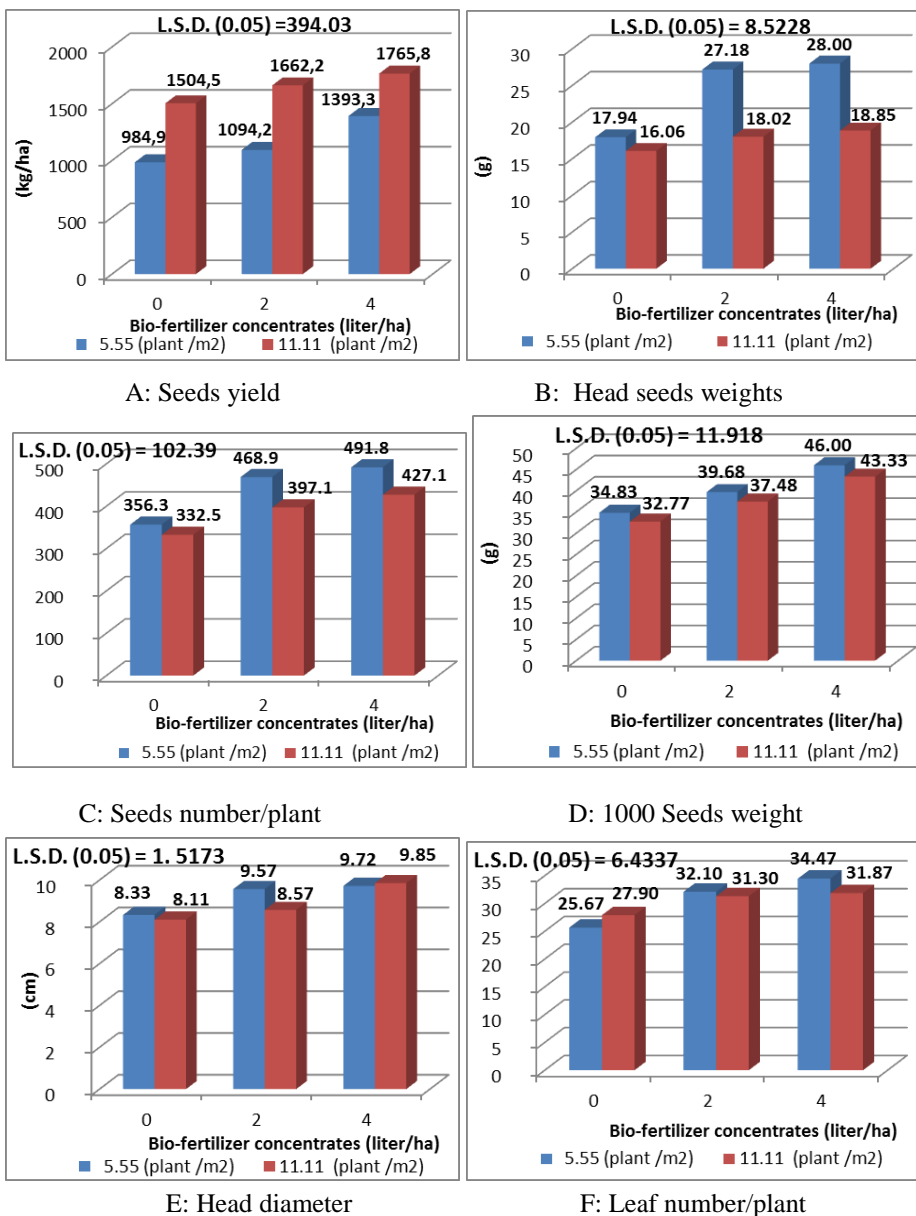 L.S.D. (0.05) =394.03
2000
1500
1000
500
0
(kg/ha)
984,9
1504,5
1094,2
1662,2
1393,3
1765,8
0 2 4
Bio-fertilizer concentrates (liter/ha)
5.55 (plant /m2) 11.11 (plant /m2)
A: Seeds yield
L.S.D. (0.05) = 8.5228
30
25
20
15
10
5
0
(g)
17.94
16.06
27.18
18.02
28.00
18.85
0 2 4
Bio-fertilizer concentrates (liter/ha)
5.55 (plant /m2) 11.11 (plant /m2)
B: Head seeds weights
L.S.D. (0.05) = 102.39
500
400
300
200
100
0
356.3
332.5
468.9
397.1
491.8
427.1
0 2 4
Bio-fertilizer concentrates (liter/ha)
5.55 (plant /m2) 11.11 (plant /m2)
C: Seeds number/plant
L.S.D. (0.05) = 11.918
50
45
40
35
30
25
20
15
10
5
0
(g)
34.83
32.77
39.68
37.48
46.00
43.33
0 2 4
Bio-fertilizer concentrates (liter/ha)
5.55 (plant /m2) 11.11 (plant /m2)
D: 1000 Seeds weight
L.S.D. (0.05) = 1.5173
10
8
6
4
2
0
(cm)
8.33
8.11
9.57
8.57
9.72
9.85
0 2 4
Bio-fertilizer concentrates (liter/ha)
5.55 (plant /m2) 11.11 (plant /m2)
E: Head diameter
L.S.D. (0.05) = 6.4337
35
30
25
20
15
10
5
0
25.67
27.90
32.10
31.30
34.47
31.87
0 2 4
Bio-fertilizer concentrates (liter/ha)
5.55 (plant /m2) 11.11 (plant /m2)
F: Leaf number/plant